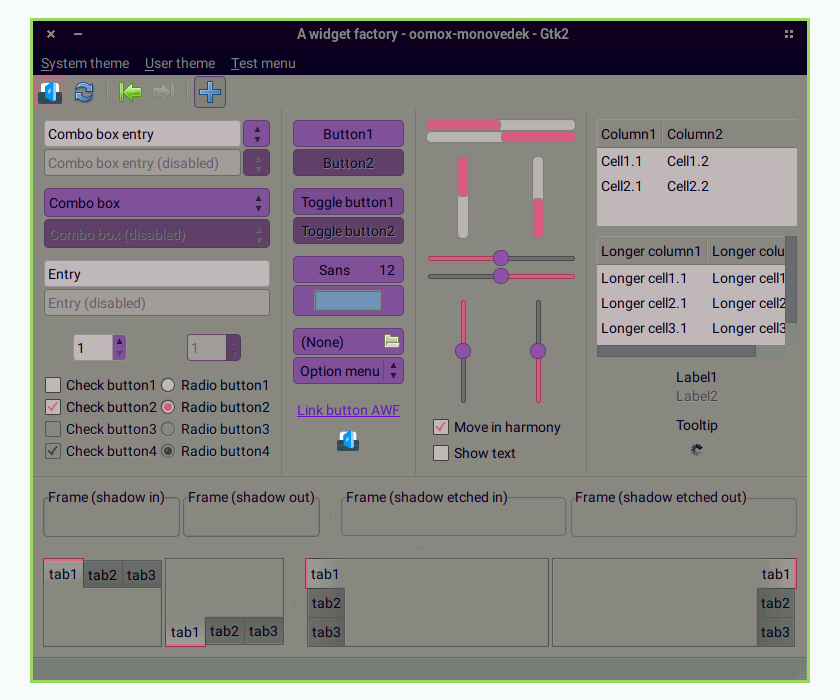 A widget factory - oomox-monovedek - Gtk2
System theme User theme Test menu
Combo box entry
Combo box entry (disabled)
Combo box
Combo box (disabled)
Entry
Entry (disabled)
1 1
Check button1 Radio button1
Check button2 Radio button2
Check button3 Radio button3
Check button4 Radio button4
Button1
Button2
Toggle button1
Toggle button2
Sans 12
(None)
Option menu
Link button AWF
Move in harmony
Show text
Column1 Column2
Cell1.1 Cell1.2
Cell2.1 Cell2.2
Longer column1 Longer colu
Longer cell1.1 Longer cell1
Longer cell2.1 Longer cell2
Longer cell3.1 Longer cell3
Label1
Label2
Tooltip
Frame (shadow in) Frame (shadow out) Frame (shadow etched in) Frame (shadow etched out)
tab1 tab2 tab3
tab1 tab2 tab3
tab1
tab2
tab3
tab1
tab2
tab3